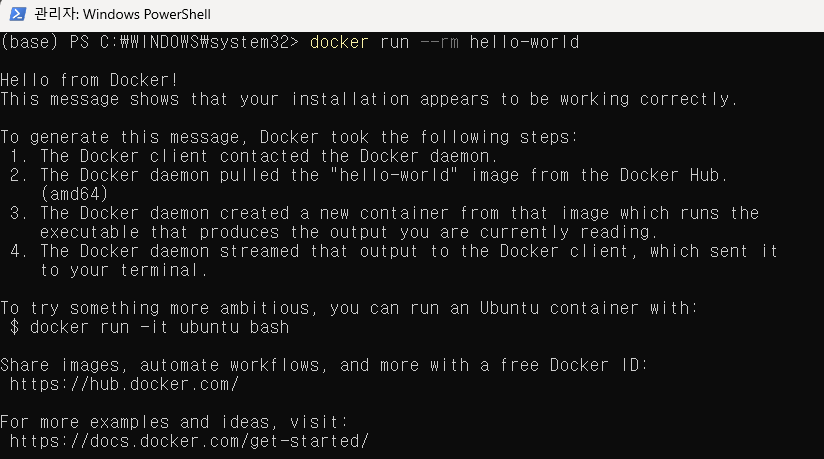 관리자: Windows PowerShell
(base) PS C:₩WINDOWS₩system32> docker run --rm hello-world
Hello from Docker!
This message shows that your installation appears to be working correctly.
To generate this message, Docker took the following steps:
1. The Docker client contacted the Docker daemon.
2. The Docker daemon pulled the "hello-world" image from the Docker Hub.
(amd64)
3. The Docker daemon created a new container from that image which runs the
executable that produces the output you are currently reading.
4. The Docker daemon streamed that output to the Docker client, which sent it
to your terminal.
To try something more ambitious, you can run an Ubuntu container with:
$ docker run -it ubuntu bash
Share images, automate workflows, and more with a free Docker ID:
https://hub.docker.com/
For more examples and ideas, visit:
https://docs.docker.com/get-started/